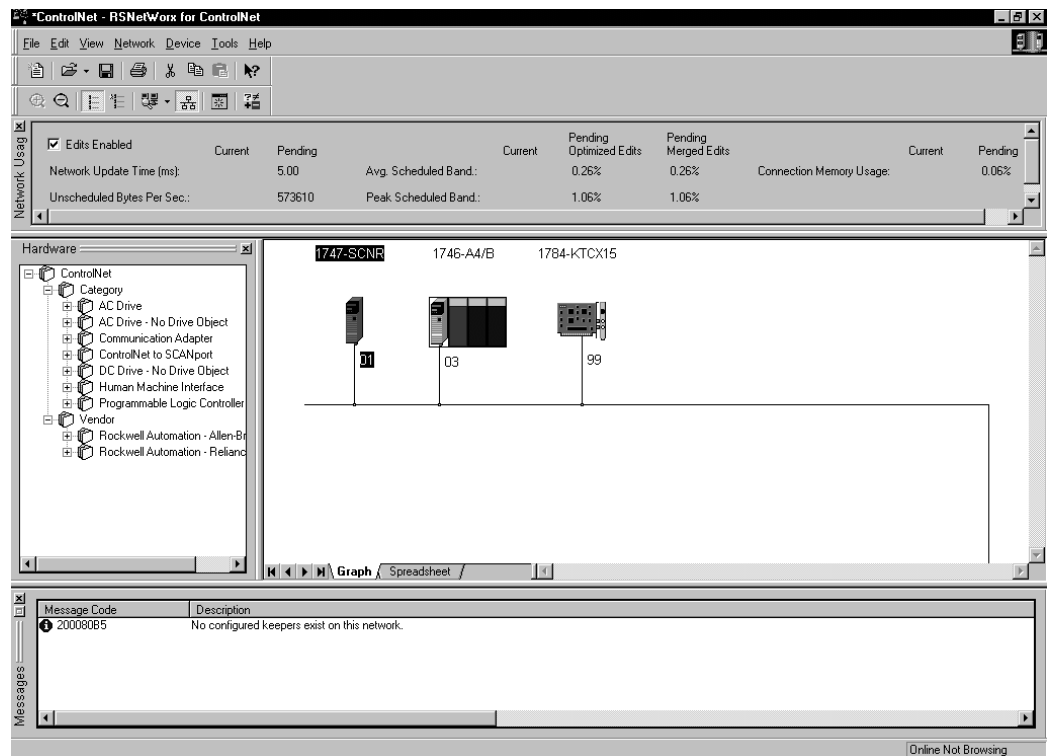 *ControlNet - RSNetWorx for ControlNet
File Edit View Network Device Tools Help
Network Usag
Edits Enabled
Current Pending Current Pending Optimized Edits Pending Merged Edits Current Pending
Network Update Time (ms): 5.00 Avg. Scheduled Band.: 0.26% 0.26% Connection Memory Usage: 0.06%
Unscheduled Bytes Per Sec.: 573610 Peak Scheduled Band.: 1.06% 1.06%
Hardware
ControlNet
Category
AC Drive
AC Drive - No Drive Object
Communication Adapter
ControlNet to SCANport
DC Drive - No Drive Object
Human Machine Interface
Programmable Logic Controller
Vendor
Rockwell Automation - Allen-Br
Rockwell Automation - Relianc
1747-SCNR 1746-A4/B 1784-KTCX15
01 03 99
Graph Spreadsheet
Messages
Message Code Description
200080B5 No configured keepers exist on this network.
Online Not Browsing